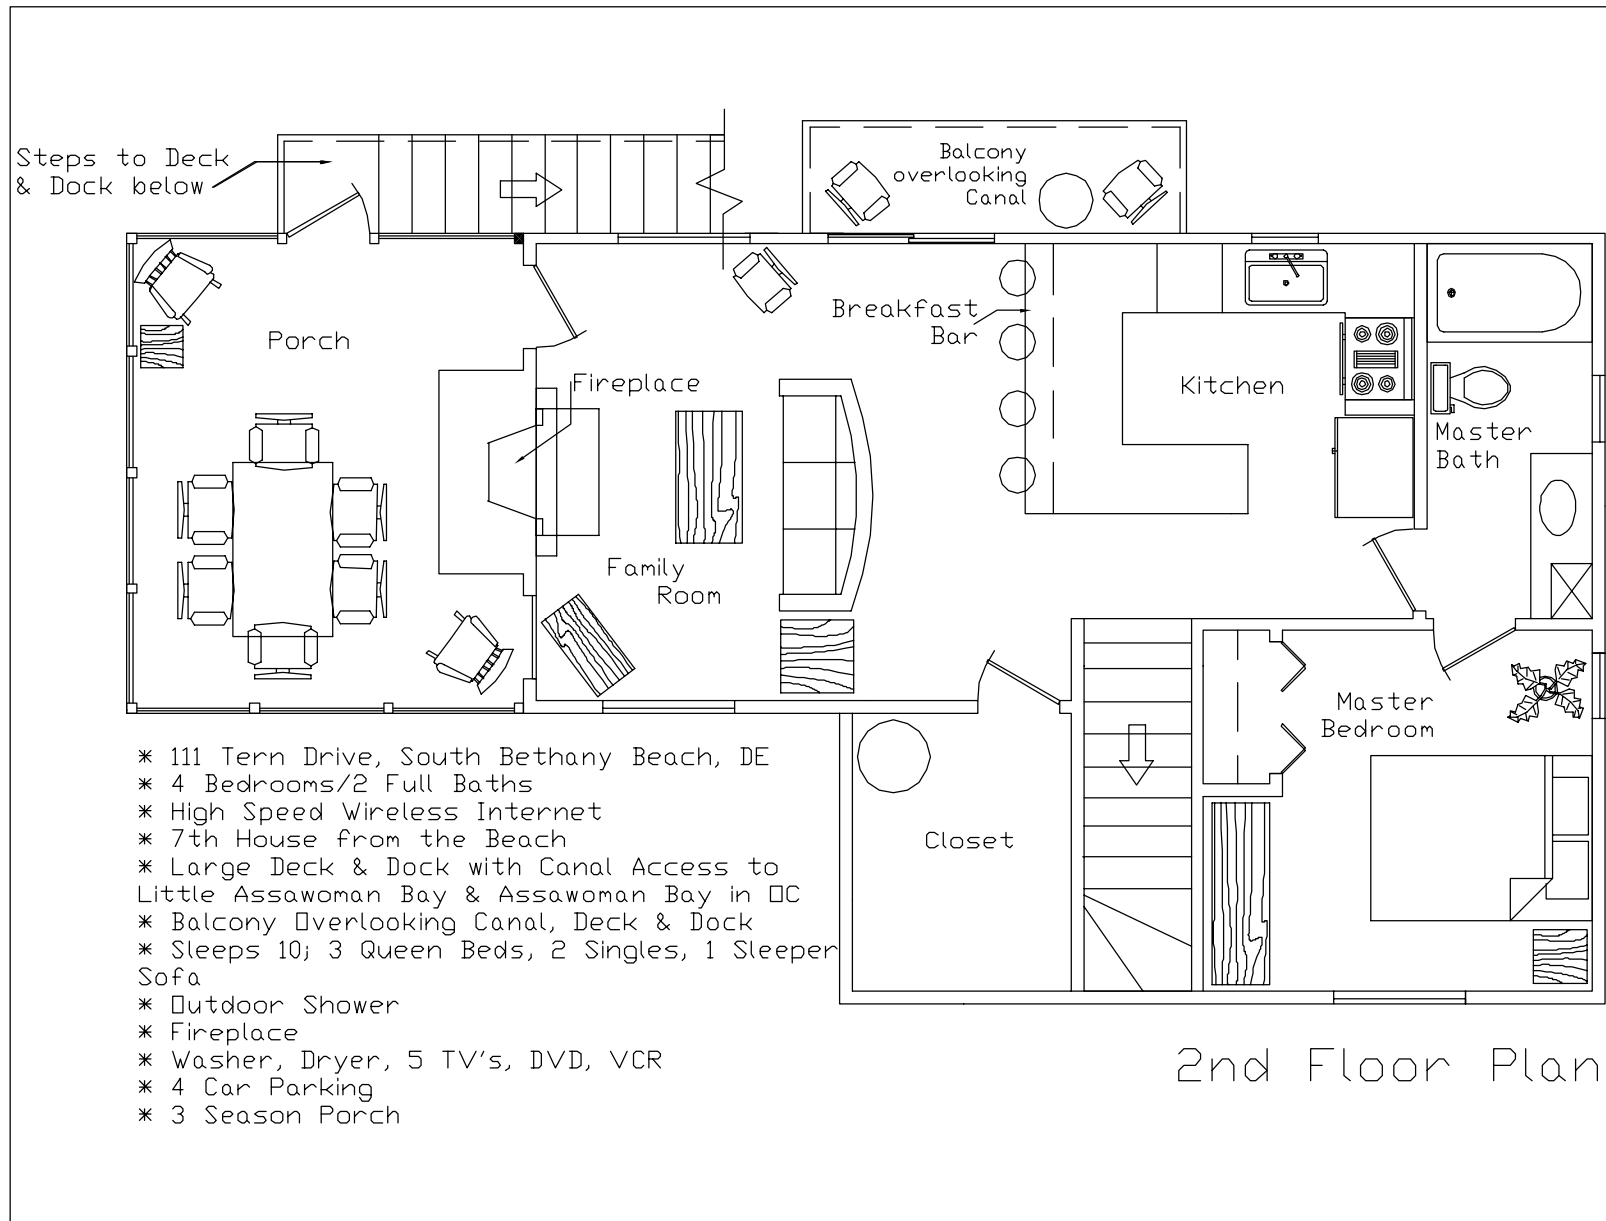 Steps to Deck
& Dock below
Balcony
overlooking
Canal
Breakfast
Bar
Porch
Fireplace
Kitchen
Master
Bath
Family
Room
Master
Bedroom
Closet
* 111 Tern Drive, South Bethany Beach, DE
* 4 Bedrooms/2 Full Baths
* High Speed Wireless Internet
* 7th House from the Beach
* Large Deck & Dock with Canal Access to
Little Assawoman Bay & Assawoman Bay in OC
* Balcony Overlooking Canal, Deck & Dock
* Sleeps 10; 3 Queen Beds, 2 Singles, 1 Sleeper
Sofa
* Outdoor Shower
* Fireplace
* Washer, Dryer, 5 TV's, DVD, VCR
* 4 Car Parking
* 3 Season Porch
2nd Floor Plan